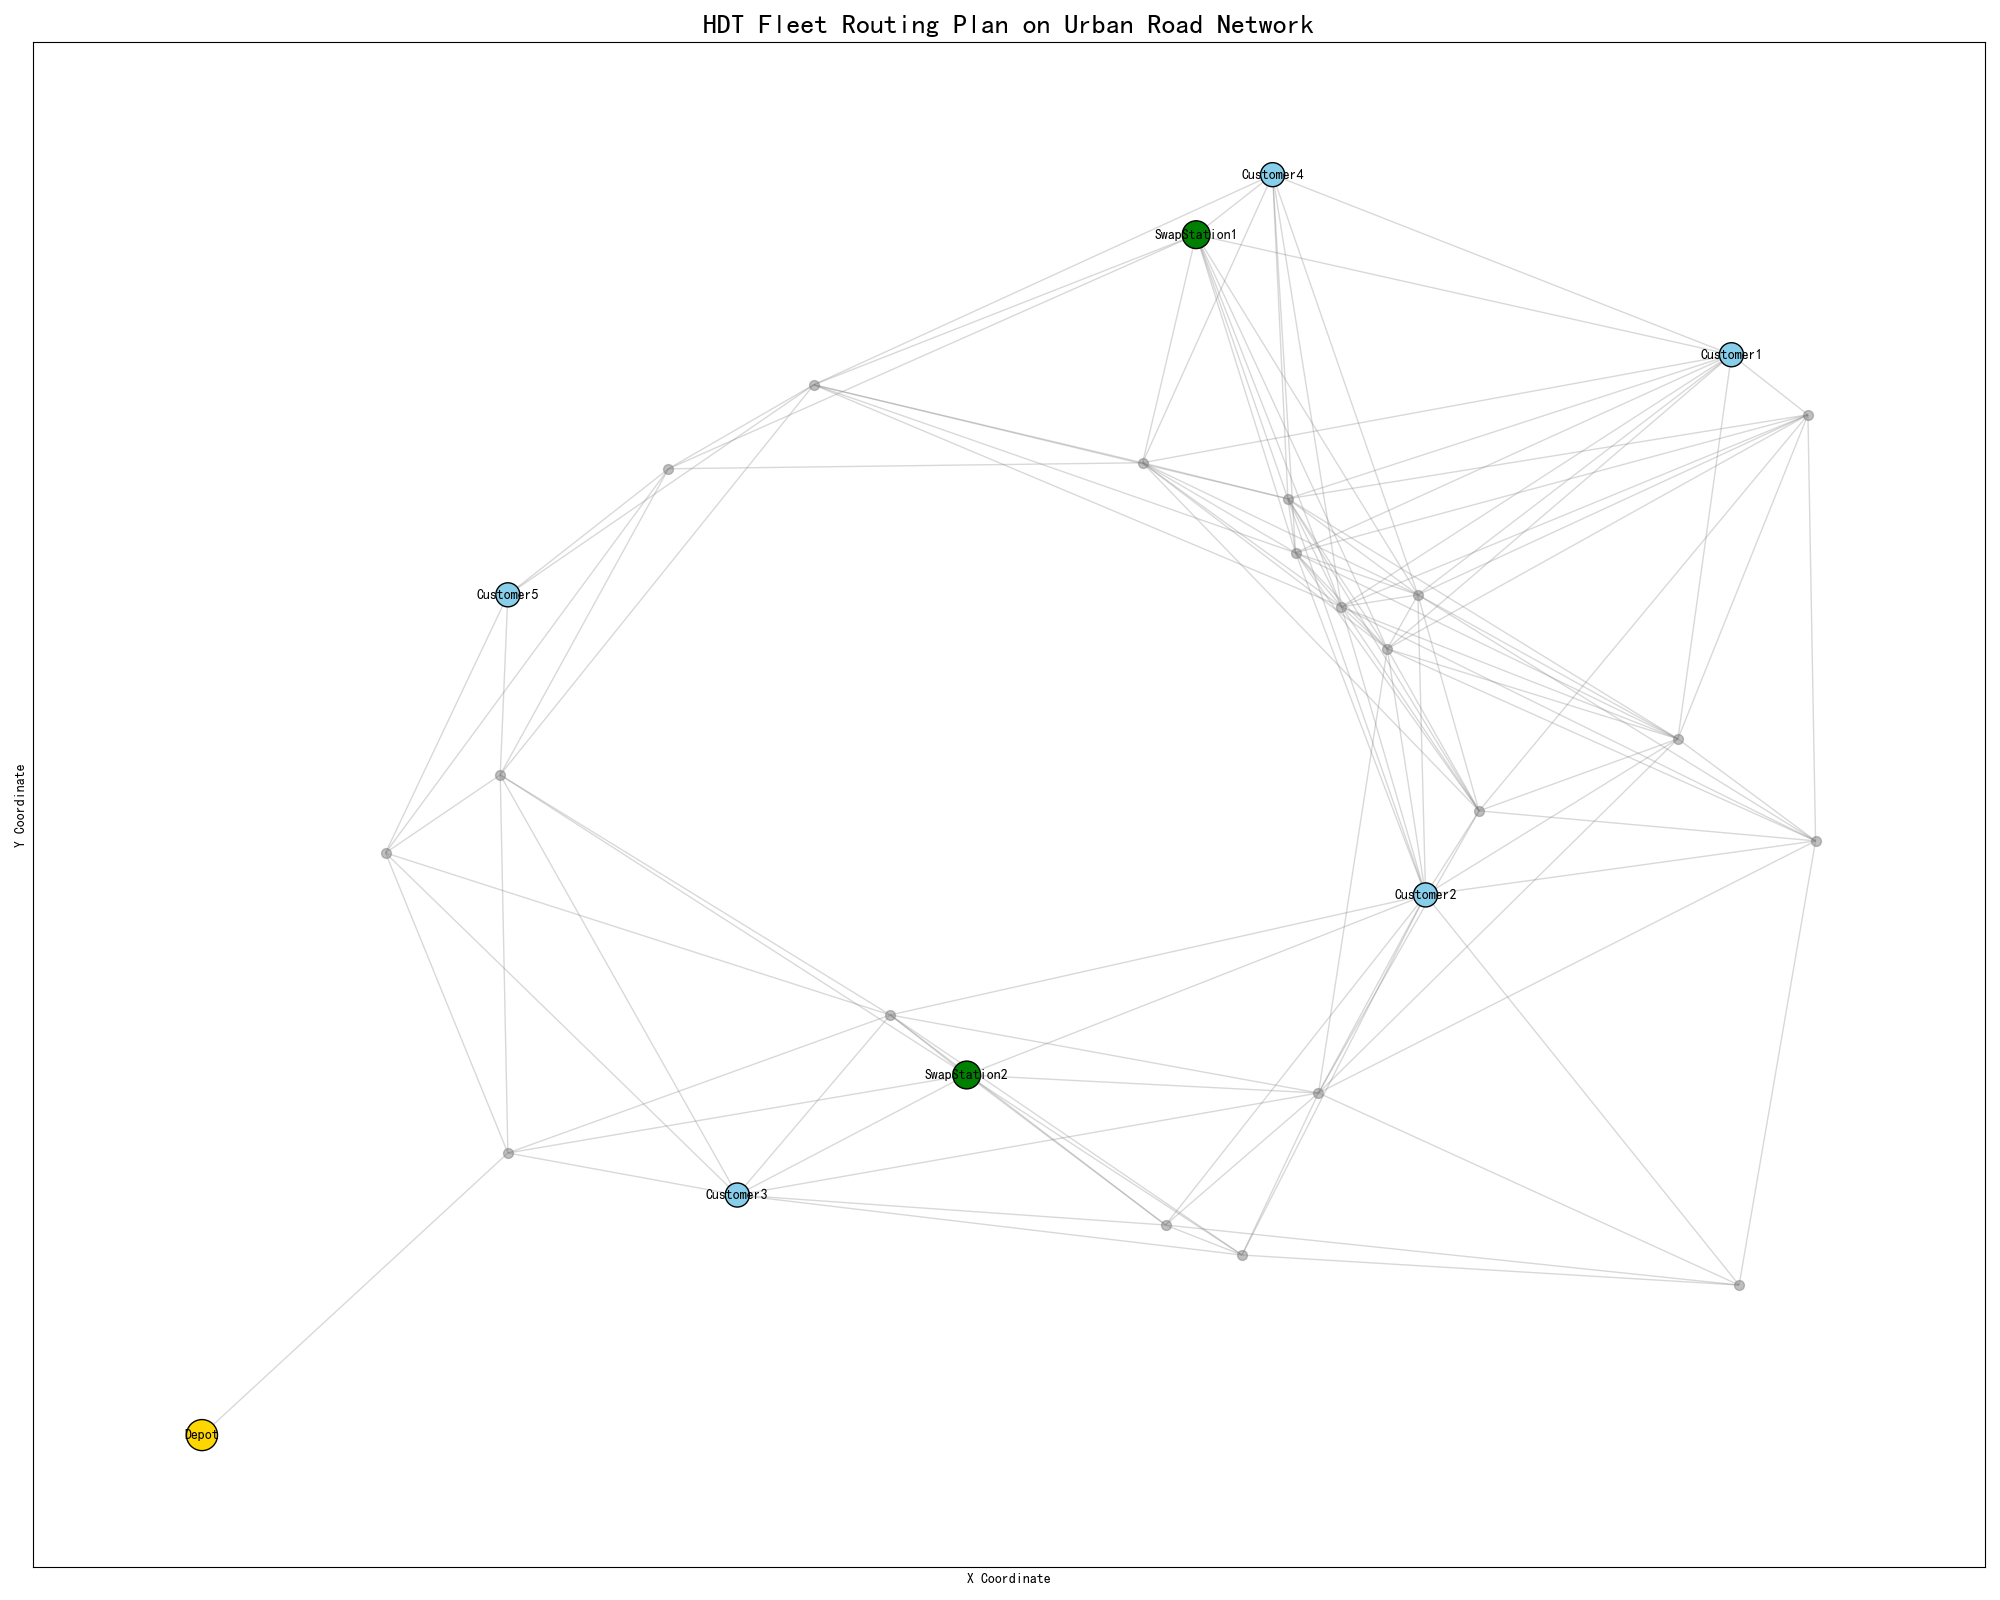 HDT Fleet Routing Plan on Urban Road Network
Customer4
SwapStation1
Customer1
Customer5
Y Coordinate
Customer2
SwapStation2
Customer3
Depot
X Coordinate